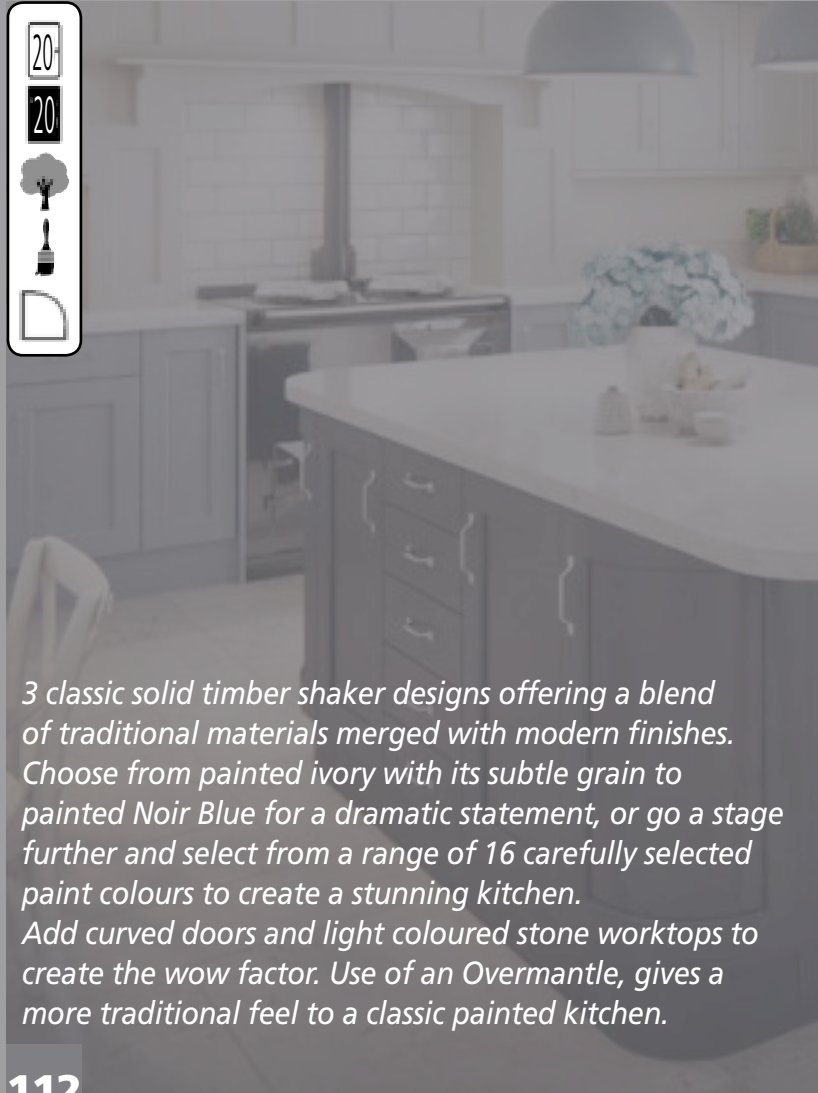 20
20
3 classic solid timber shaker designs offering a blend
of traditional materials merged with modern finishes.
Choose from painted ivory with its subtle grain to
painted Noir Blue for a dramatic statement, or go a stage
further and select from a range of 16 carefully selected
paint colours to create a stunning kitchen.
Add curved doors and light coloured stone worktops to
create the wow factor. Use of an Overmantle, gives a
more traditional feel to a classic painted kitchen.
112